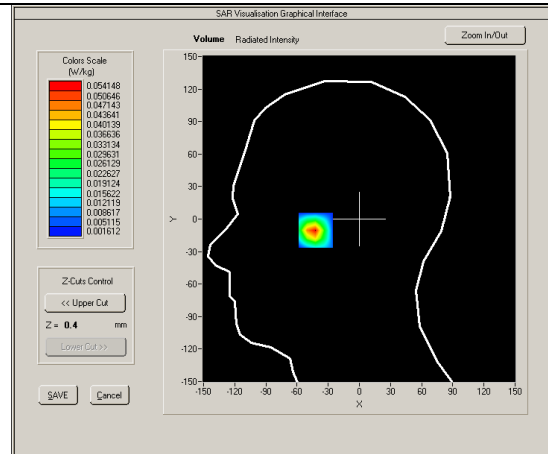 SAR Visualisation Graphical Interface
Volume Radiated Intensity
Zoom In/Out
Colors Scale
(W/kg)
0.054148
0.050646
0.047143
0.043641
0.040139
0.036636
0.033134
0.029631
0.026129
0.022627
0.019124
0.015622
0.012119
0.008617
0.005115
0.001612
Z-Cuts Control
<< Upper Cut
Z = 0.4 mm
Lower Cut >>
SAVE Cancel
150
120
90
60
30
0
-30
-60
-90
-120
-150
Y
-150 -120 -90 -60 -30 0 30 60 90 120 150
X